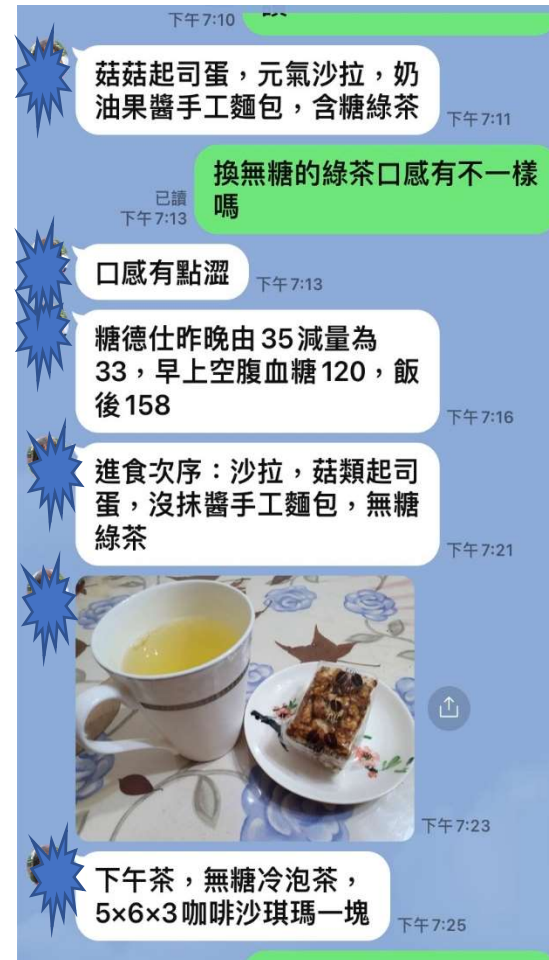 下午7:10
菇菇起司蛋,元氣沙拉,奶
油果醬手工麵包,含糖綠茶
下午7:11
換無糖的綠茶口感有不一樣
嗎
已讀
下午7:13
口感有點澀
下午7:13
糖德仕昨晚由35減量為
33,早上空腹血糖120,飯
後158
下午7:16
進食次序:沙拉,菇類起司
蛋,沒抹醬手工麵包,無糖
綠茶
下午7:21
下午7:23
下午茶,無糖冷泡茶,
5×6×3咖啡沙琪瑪一塊
下午7:25